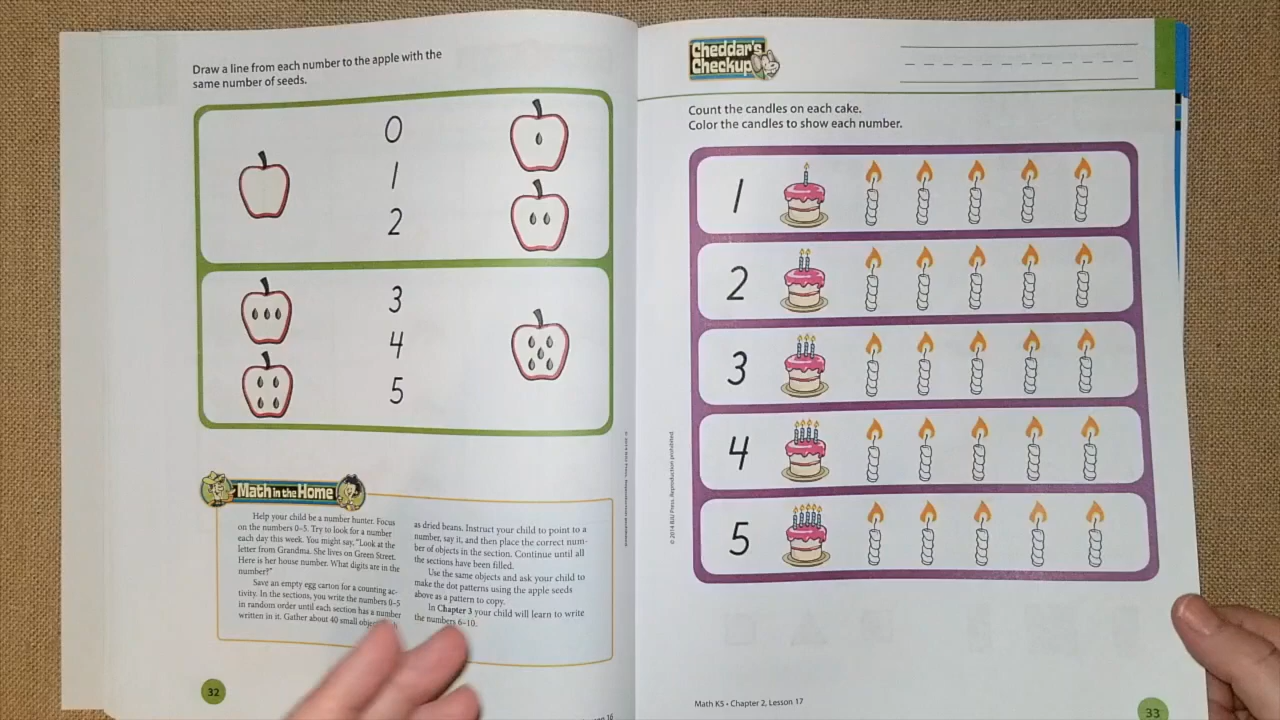 Draw a line from each number to the apple with the
same number of seeds.
0
1
2
3
4
5
Math in the Home
Help your child be a number hunter. Focus
on the numbers 0–5. Try to look for a number
each day this week. You might say, "Look at the
letter from Grandma. She lives on Green Street.
Here is her house number. What digits are in the
number?"
Save an empty egg carton for a counting ac-
tivity. In the sections, you write the numbers 0–5
in random order until each section has a number
written in it. Gather about 40 small
as dried beans. Instruct your child to point to a
number, say it, and then place the correct num-
ber of objects in the section. Continue until all
the sections have been filled.
Use the same objects and ask your child to
make the dot patterns using the apple seeds
above as a pattern to copy.
In Chapter 3 your child will learn to write
the numbers 6–10.
32
© 2014 BJU Press. Reproduction prohibited.
Cheddar's
Checkup
Count the candles on each cake.
Color the candles to show each number.
1
2
3
4
5
© 2014 BJU Press. Reproduction prohibited.
Math K5 • Chapter 2, Lesson 17
33